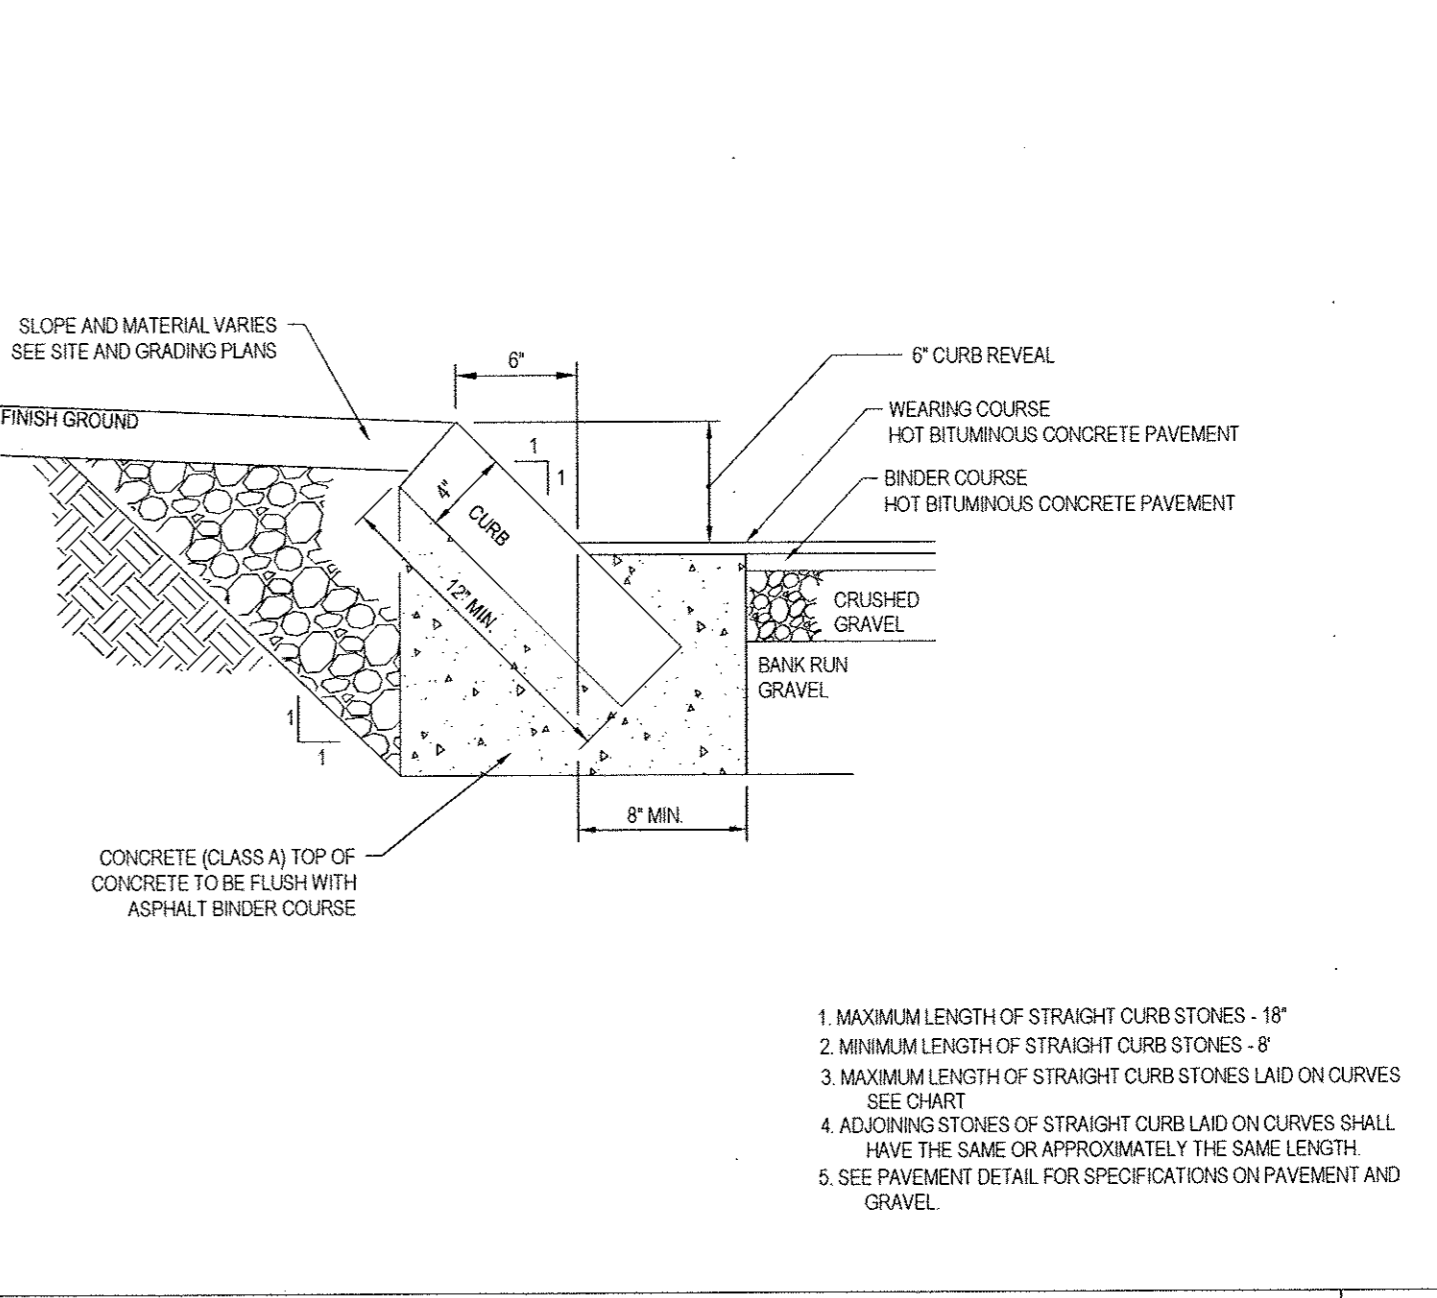 SLOPE AND MATERIAL VARIES
SEE SITE AND GRADING PLANS
FINISH GROUND
6"
6" CURB REVEAL
WEARING COURSE
HOT BITUMINOUS CONCRETE PAVEMENT
BINDER COURSE
HOT BITUMINOUS CONCRETE PAVEMENT
1
1
4"
CURB
12" MIN.
CRUSHED
GRAVEL
BANK RUN
GRAVEL
1
1
8" MIN.
CONCRETE (CLASS A) TOP OF
CONCRETE TO BE FLUSH WITH
ASPHALT BINDER COURSE
1. MAXIMUM LENGTH OF STRAIGHT CURB STONES - 18"
2. MINIMUM LENGTH OF STRAIGHT CURB STONES - 8'
3. MAXIMUM LENGTH OF STRAIGHT CURB STONES LAID ON CURVES
SEE CHART
4. ADJOINING STONES OF STRAIGHT CURB LAID ON CURVES SHALL
HAVE THE SAME OR APPROXIMATELY THE SAME LENGTH.
5. SEE PAVEMENT DETAIL FOR SPECIFICATIONS ON PAVEMENT AND
GRAVEL.